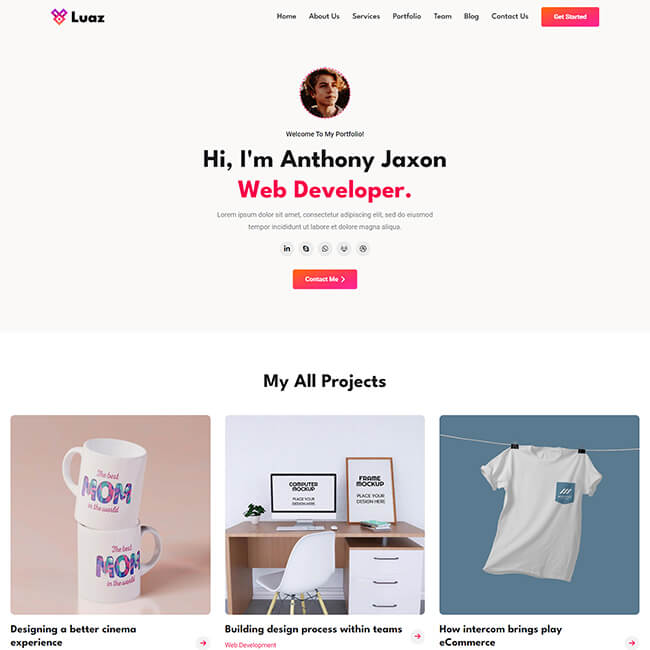 Luaz
Home About Us Services Portfolio Team Blog Contact Us Get Started
Welcome To My Portfolio!
Hi, I'm Anthony Jaxon
Web Developer.
Lorem ipsum dolor sit amet, consectetur adipiscing elit, sed do eiusmod
tempor incididunt ut labore et dolore magna aliqua.
in
Contact Me
My All Projects
The best
MOM
in the world
The best
MOM
in the world
COMPUTER
MOCKUP
PLACE YOUR
DESIGN HERE
FRAME
MOCKUP
PLACE YOUR
DESIGN HERE
Designing a better cinema
experience
Building design process within teams
Web Development
How intercom brings play
eCommerce